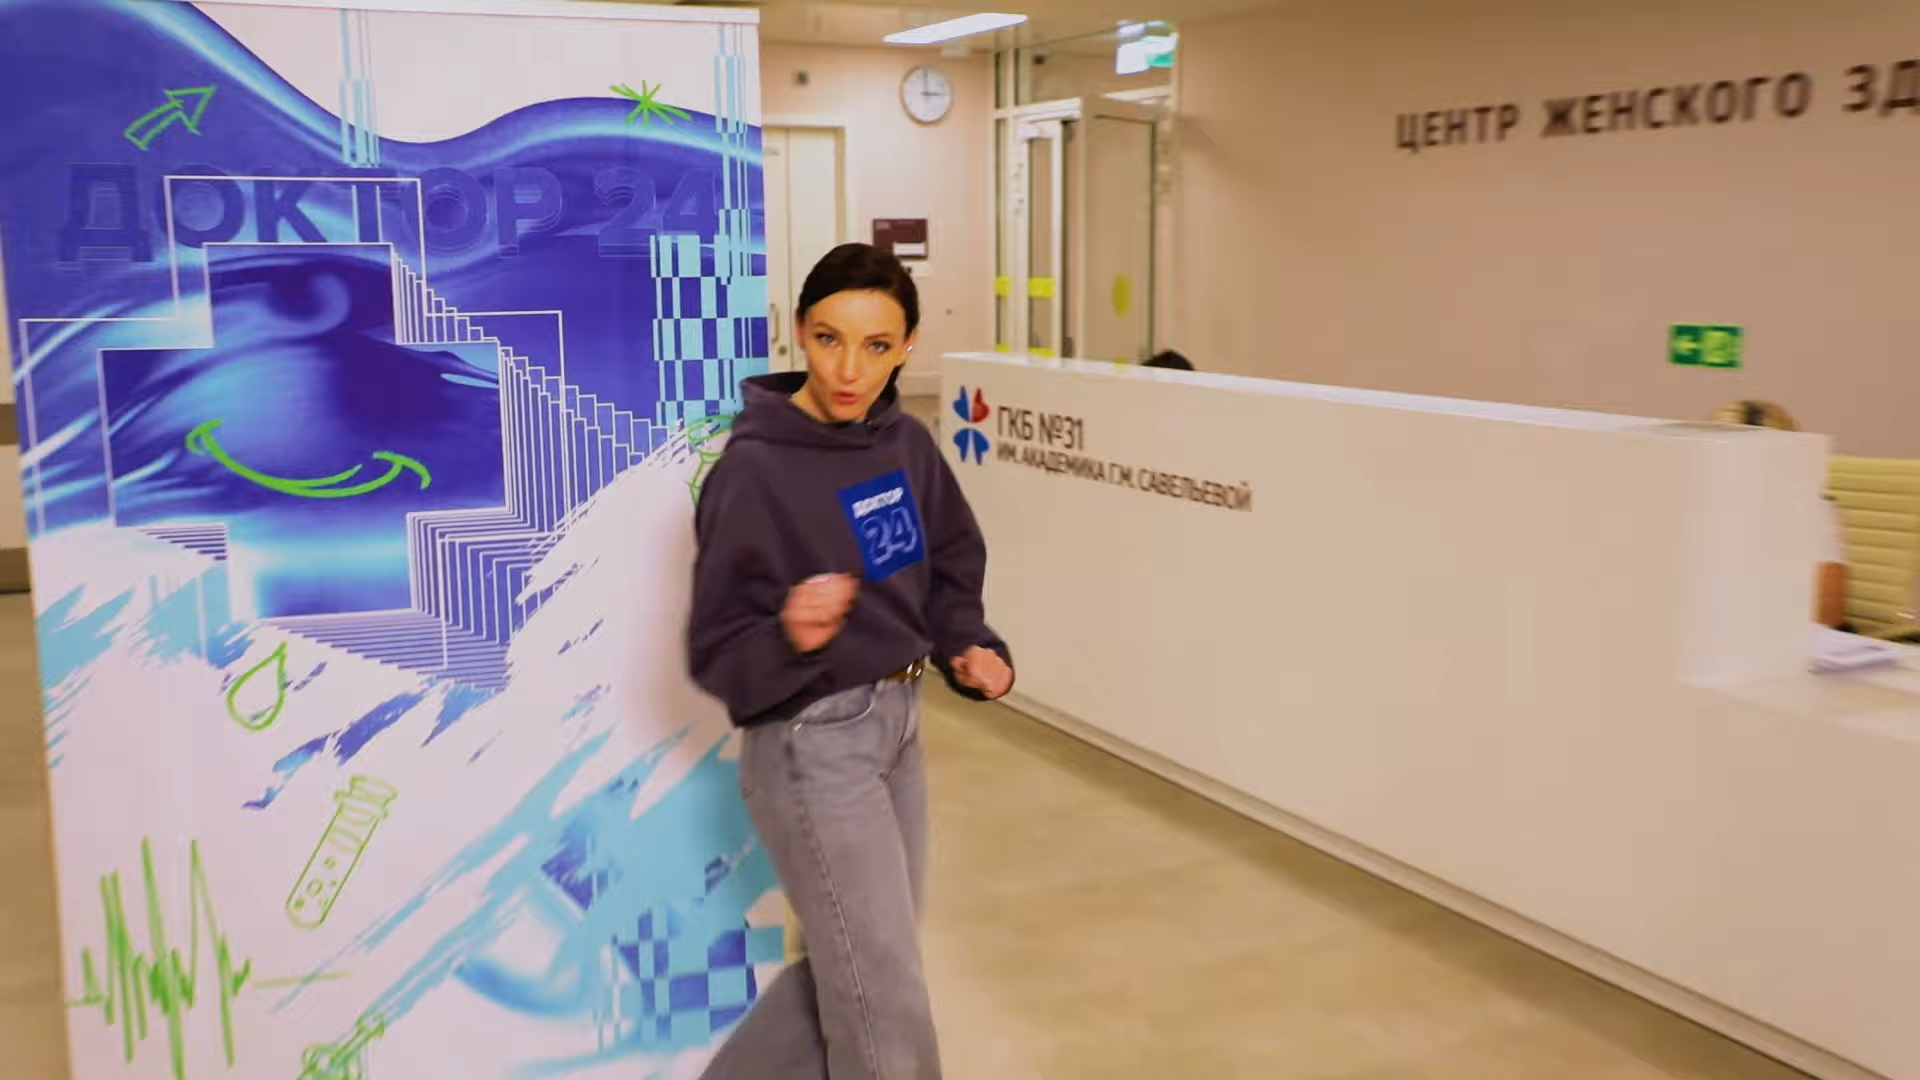 ДОКТОР 24
ЦЕНТР ЖЕНСКОГО ЗД
ГКБ №31
ИМ. АКАДЕМИКА Г.М. САВЕЛЬЕВОЙ
ДОКТОР
24